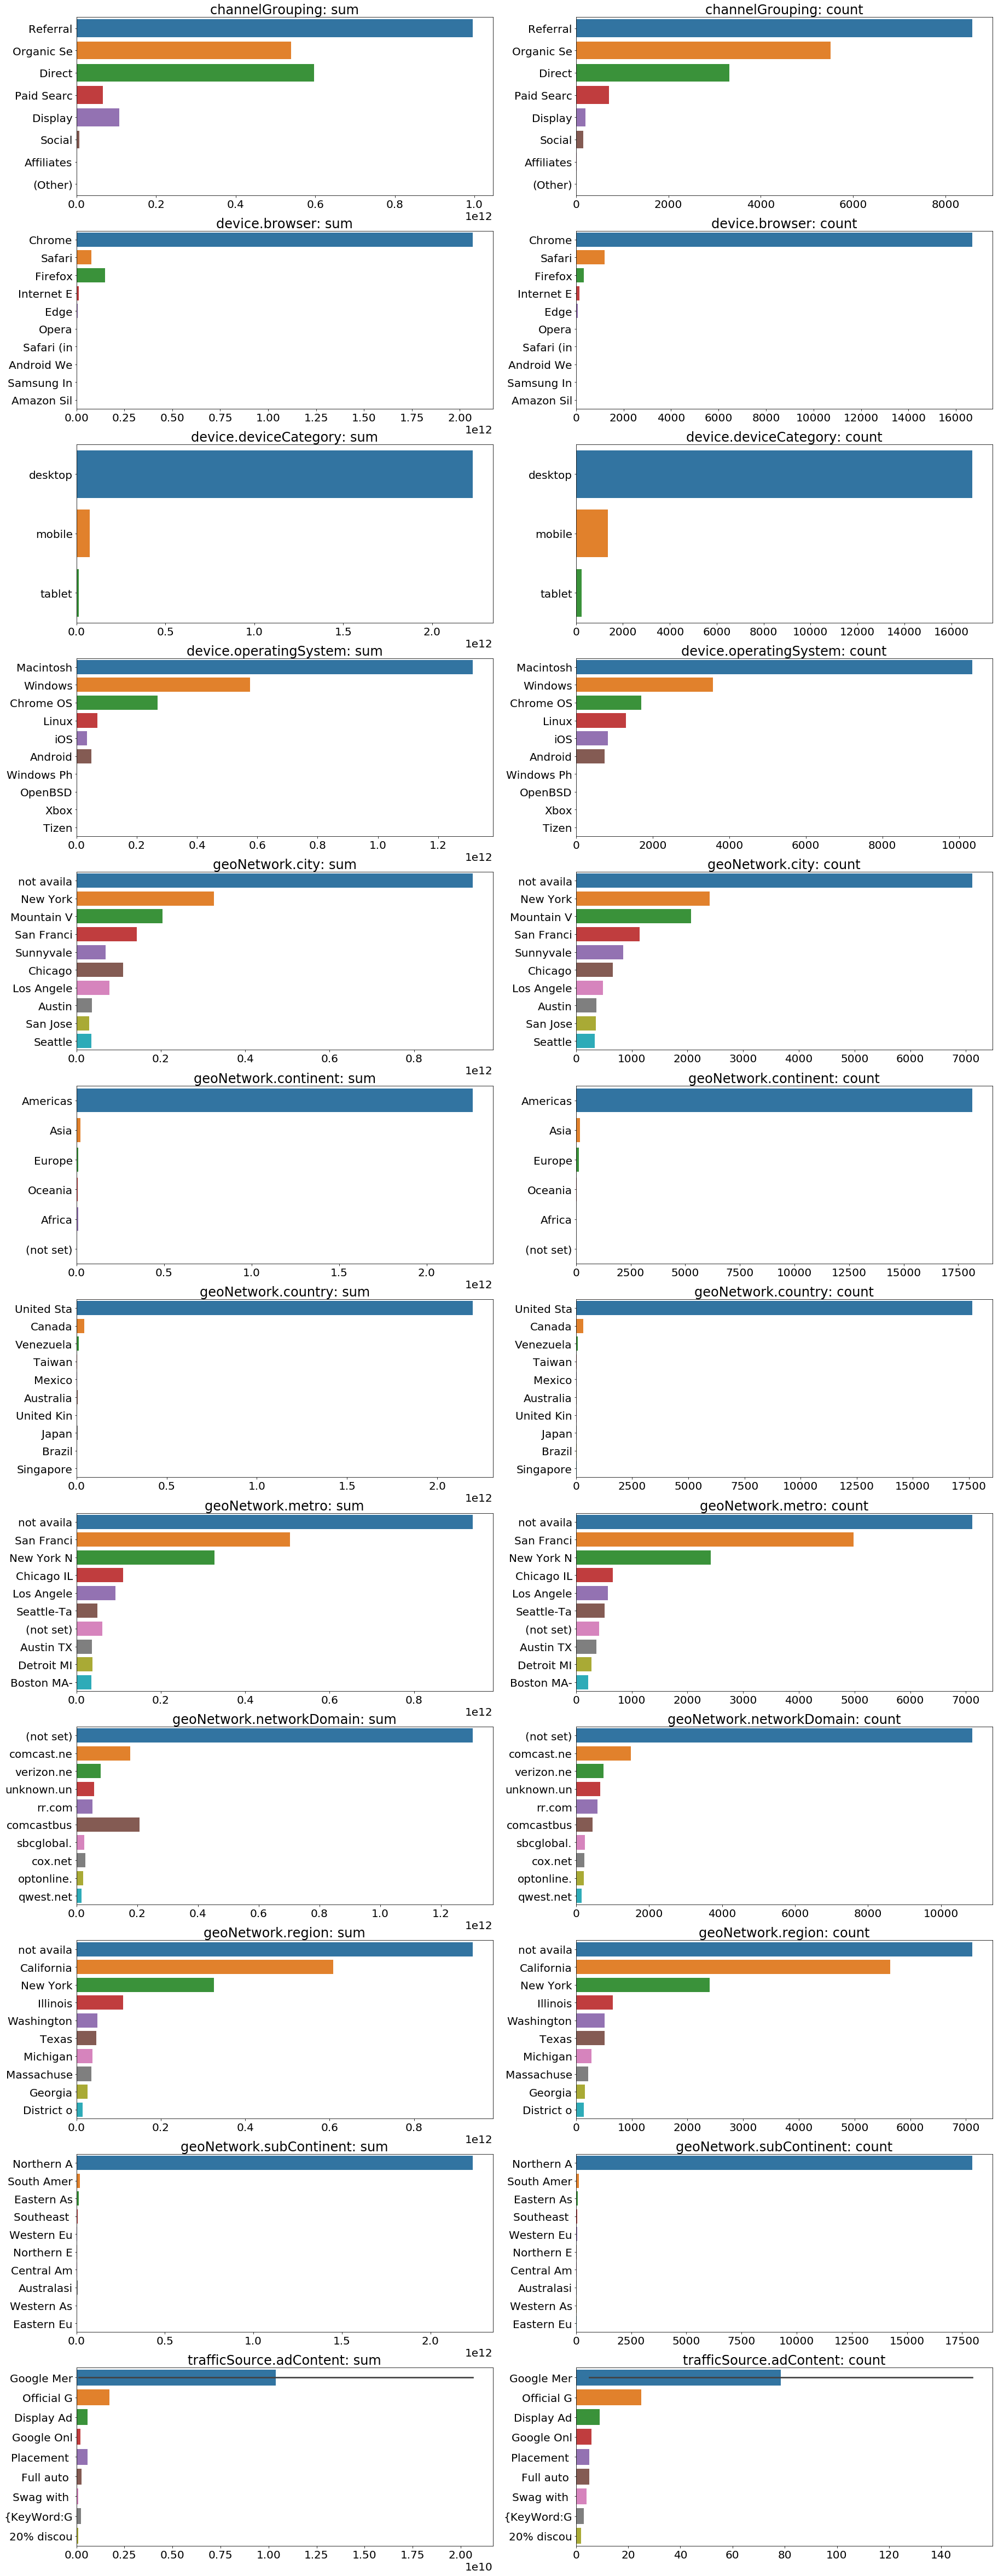 channelGrouping: sum
Referral
Organic Se
Direct
Paid Searc
Display
Social
Affiliates
(Other)
0.0 0.2 0.4 0.6 0.8 1.0
1e12
channelGrouping: count
Referral
Organic Se
Direct
Paid Searc
Display
Social
Affiliates
(Other)
0 2000 4000 6000 8000
device.browser: sum
Chrome
Safari
Firefox
Internet E
Edge
Opera
Safari (in
Android We
Samsung In
Amazon Sil
0.00 0.25 0.50 0.75 1.00 1.25 1.50 1.75 2.00
1e12
device.browser: count
Chrome
Safari
Firefox
Internet E
Edge
Opera
Safari (in
Android We
Samsung In
Amazon Sil
0 2000 4000 6000 8000 10000 12000 14000 16000
device.deviceCategory: sum
desktop
mobile
tablet
0.0 0.5 1.0 1.5 2.0
1e12
device.deviceCategory: count
desktop
mobile
tablet
0 2000 4000 6000 8000 10000 12000 14000 16000
device.operatingSystem: sum
Macintosh
Windows
Chrome OS
Linux
iOS
Android
Windows Ph
OpenBSD
Xbox
Tizen
0.0 0.2 0.4 0.6 0.8 1.0 1.2
1e12
device.operatingSystem: count
Macintosh
Windows
Chrome OS
Linux
iOS
Android
Windows Ph
OpenBSD
Xbox
Tizen
0 2000 4000 6000 8000 10000
geoNetwork.city: sum
not availa
New York
Mountain V
San Franci
Sunnyvale
Chicago
Los Angele
Austin
San Jose
Seattle
0.0 0.2 0.4 0.6 0.8
1e12
geoNetwork.city: count
not availa
New York
Mountain V
San Franci
Sunnyvale
Chicago
Los Angele
Austin
San Jose
Seattle
0 1000 2000 3000 4000 5000 6000 7000
geoNetwork.continent: sum
Americas
Asia
Europe
Oceania
Africa
(not set)
0.0 0.5 1.0 1.5 2.0
1e12
geoNetwork.continent: count
Americas
Asia
Europe
Oceania
Africa
(not set)
0 2500 5000 7500 10000 12500 15000 17500
geoNetwork.country: sum
United Sta
Canada
Venezuela
Taiwan
Mexico
Australia
United Kin
Japan
Brazil
Singapore
0.0 0.5 1.0 1.5 2.0
1e12
geoNetwork.country: count
United Sta
Canada
Venezuela
Taiwan
Mexico
Australia
United Kin
Japan
Brazil
Singapore
0 2500 5000 7500 10000 12500 15000 17500
geoNetwork.metro: sum
not availa
San Franci
New York N
Chicago IL
Los Angele
Seattle-Ta
(not set)
Austin TX
Detroit MI
Boston MA-
0.0 0.2 0.4 0.6 0.8
1e12
geoNetwork.metro: count
not availa
San Franci
New York N
Chicago IL
Los Angele
Seattle-Ta
(not set)
Austin TX
Detroit MI
Boston MA-
0 1000 2000 3000 4000 5000 6000 7000
geoNetwork.networkDomain: sum
(not set)
comcast.ne
verizon.ne
unknown.un
rr.com
comcastbus
sbcglobal.
cox.net
optonline.
qwest.net
0.0 0.2 0.4 0.6 0.8 1.0 1.2
1e12
geoNetwork.networkDomain: count
(not set)
comcast.ne
verizon.ne
unknown.un
rr.com
comcastbus
sbcglobal.
cox.net
optonline.
qwest.net
0 2000 4000 6000 8000 10000
geoNetwork.region: sum
not availa
California
New York
Illinois
Washington
Texas
Michigan
Massachuse
Georgia
District o
0.0 0.2 0.4 0.6 0.8
1e12
geoNetwork.region: count
not availa
California
New York
Illinois
Washington
Texas
Michigan
Massachuse
Georgia
District o
0 1000 2000 3000 4000 5000 6000 7000
geoNetwork.subContinent: sum
Northern A
South Amer
Eastern As
Southeast
Western Eu
Northern E
Central Am
Australasi
Western As
Eastern Eu
0.0 0.5 1.0 1.5 2.0
1e12
geoNetwork.subContinent: count
Northern A
South Amer
Eastern As
Southeast
Western Eu
Northern E
Central Am
Australasi
Western As
Eastern Eu
0 2500 5000 7500 10000 12500 15000 17500
trafficSource.adContent: sum
Google Mer
Official G
Display Ad
Google Onl
Placement
Full auto
Swag with
{KeyWord:G
20% discou
0.00 0.25 0.50 0.75 1.00 1.25 1.50 1.75 2.00
1e10
trafficSource.adContent: count
Google Mer
Official G
Display Ad
Google Onl
Placement
Full auto
Swag with
{KeyWord:G
20% discou
0 20 40 60 80 100 120 140